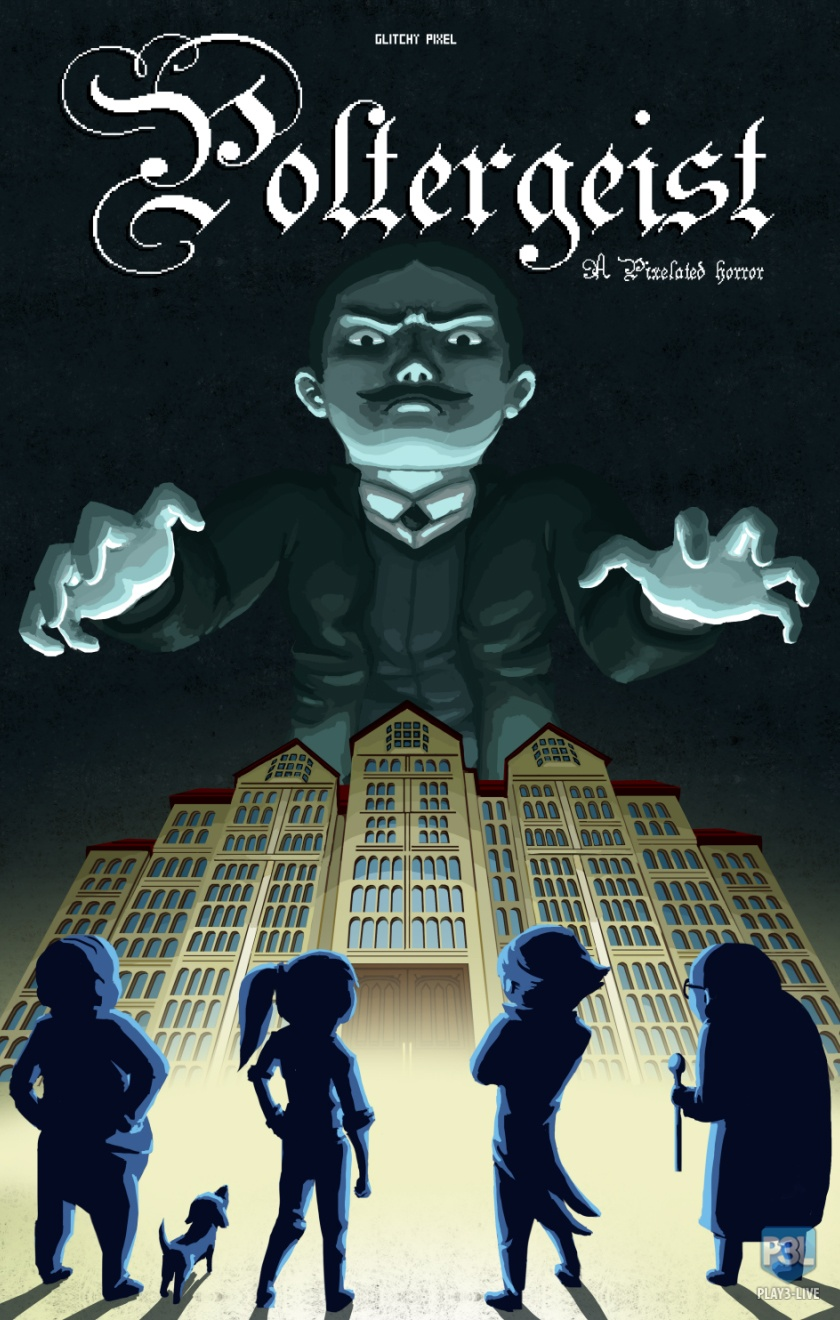 GLITCHY PIXEL
Poltergeist
A Pixelated horror
P3L
PLAY3-LIVE